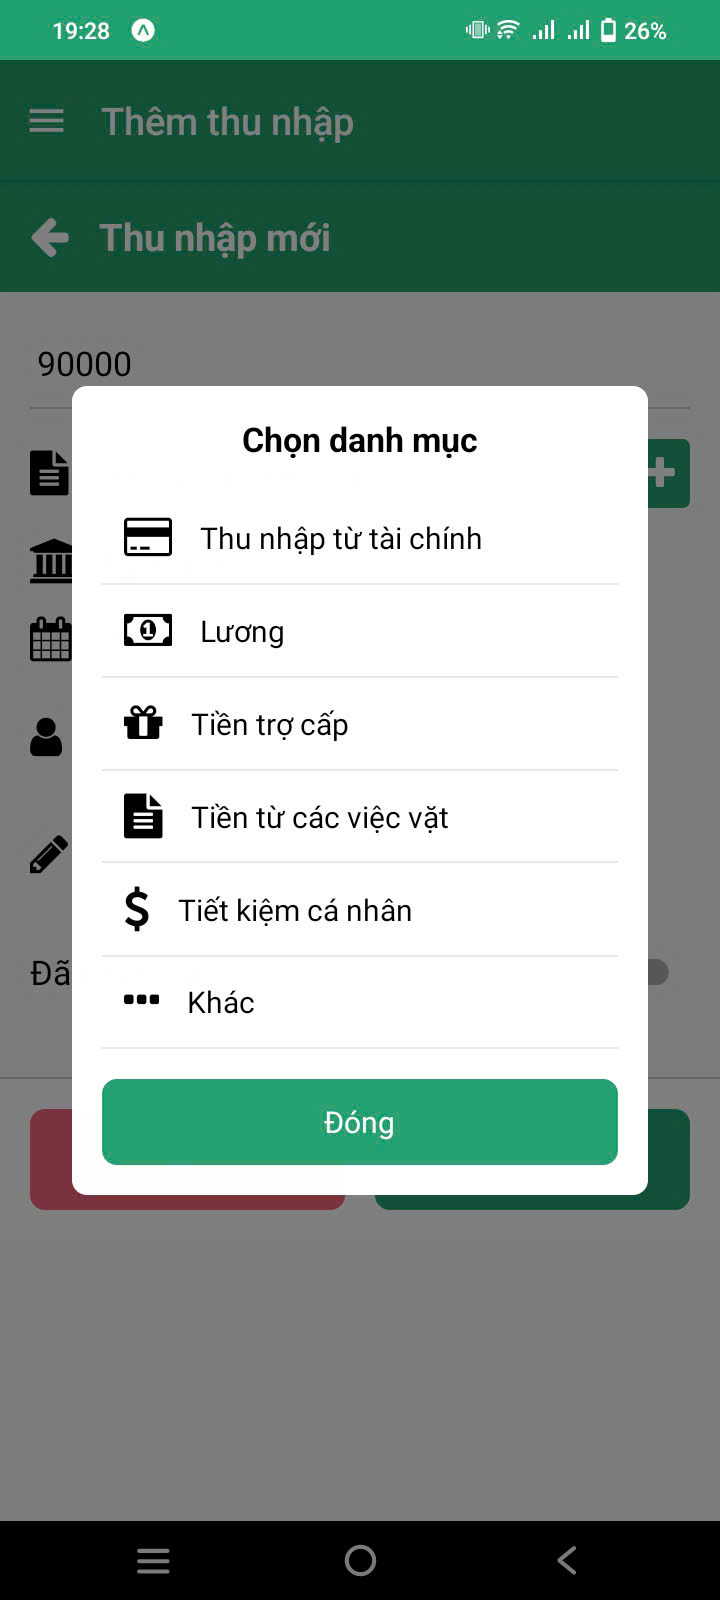 19:28
26%
Thêm thu nhập
Thu nhập mới
90000
Chọn danh mục
Thu nhập từ tài chính
Lương
Tiền trợ cấp
Tiền từ các việc vặt
Tiết kiệm cá nhân
Khác
Đã
Đóng